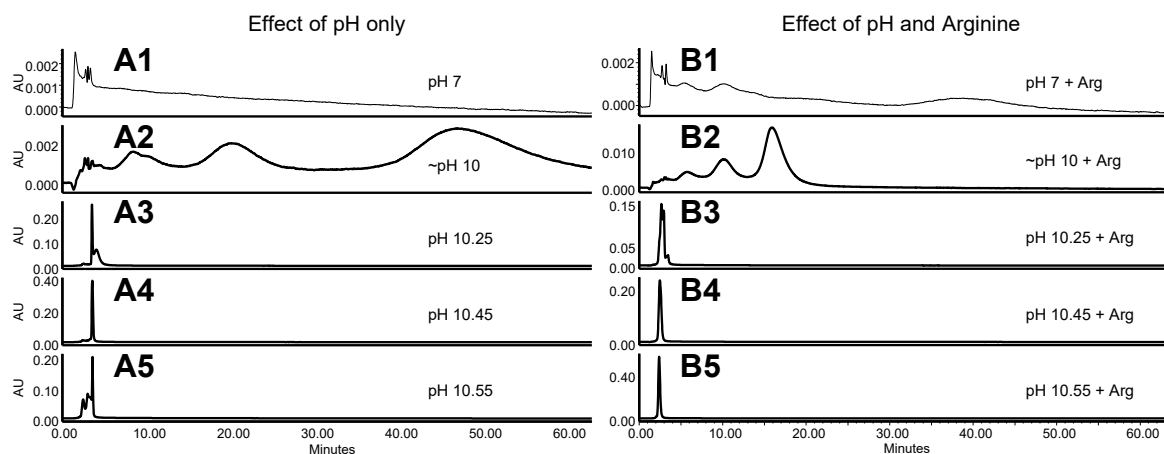 Effect of pH only
Effect of pH and Arginine
A1
AU
0.002
0.001
0.000
pH 7
A2
AU
0.002
0.000
~pH 10
A3
AU
0.20
0.10
0.00
pH 10.25
A4
AU
0.40
0.20
0.00
pH 10.45
A5
AU
0.20
0.10
0.00
pH 10.55
0.00 10.00 20.00 30.00 40.00 50.00 60.00
Minutes
B1
0.002
0.000
pH 7 + Arg
B2
0.010
0.000
~pH 10 + Arg
B3
0.15
0.05
0.00
pH 10.25 + Arg
B4
0.20
0.00
pH 10.45 + Arg
B5
0.40
0.00
pH 10.55 + Arg
0.00 10.00 20.00 30.00 40.00 50.00 60.00
Minutes